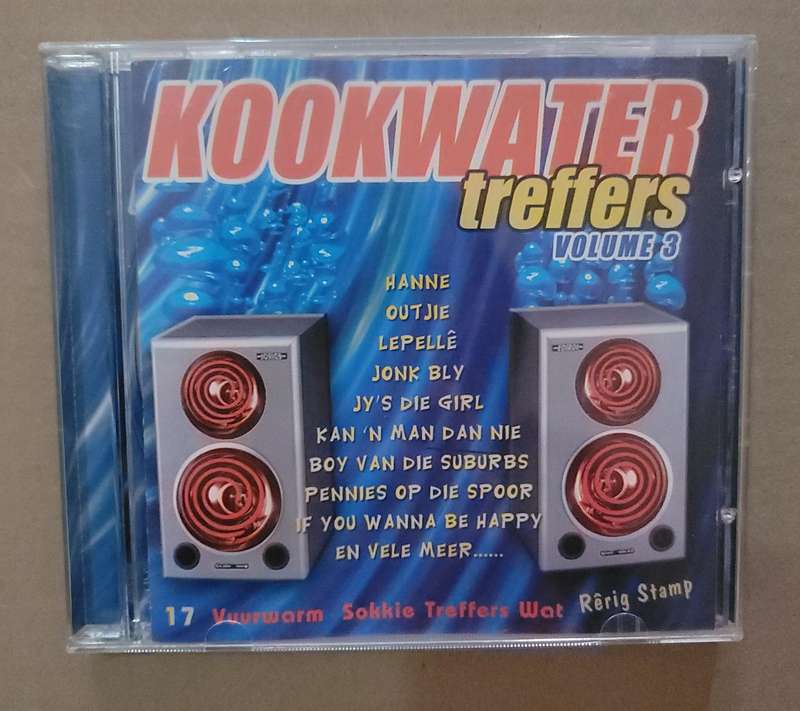 KOOKWATER
treffers
VOLUME 3
HANNE
OUTJIE
LEPELLÊ
JONK BLY
JY'S DIE GIRL
KAN 'N MAN DAN NIE
BOY VAN DIE SUBURBS
PENNIES OP DIE SPOOR
IF YOU WANNA BE HAPPY
EN VELE MEER......
17 Vuurwarm Sokkie Treffers Wat Rêrig Stamp